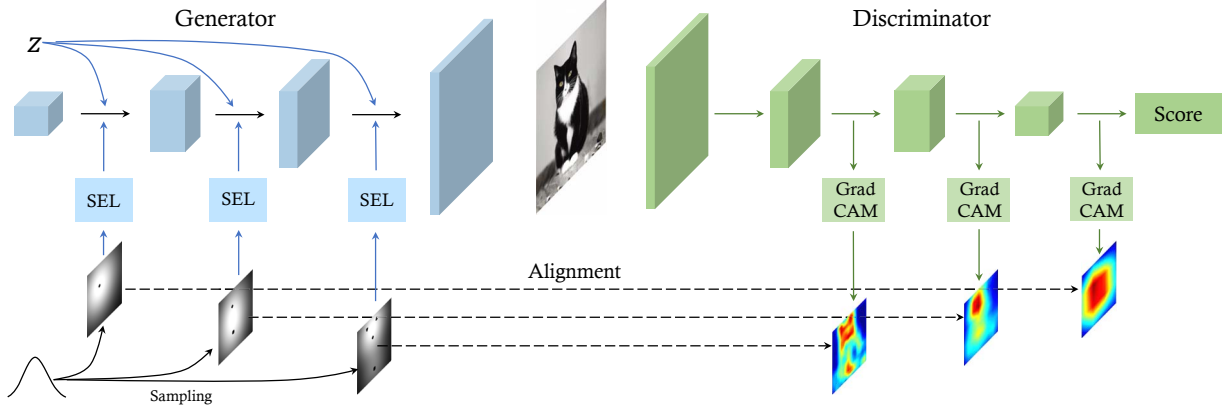 Generator
Discriminator
z
Score
SEL
SEL
SEL
Grad
CAM
Grad
CAM
Grad
CAM
Alignment
Sampling